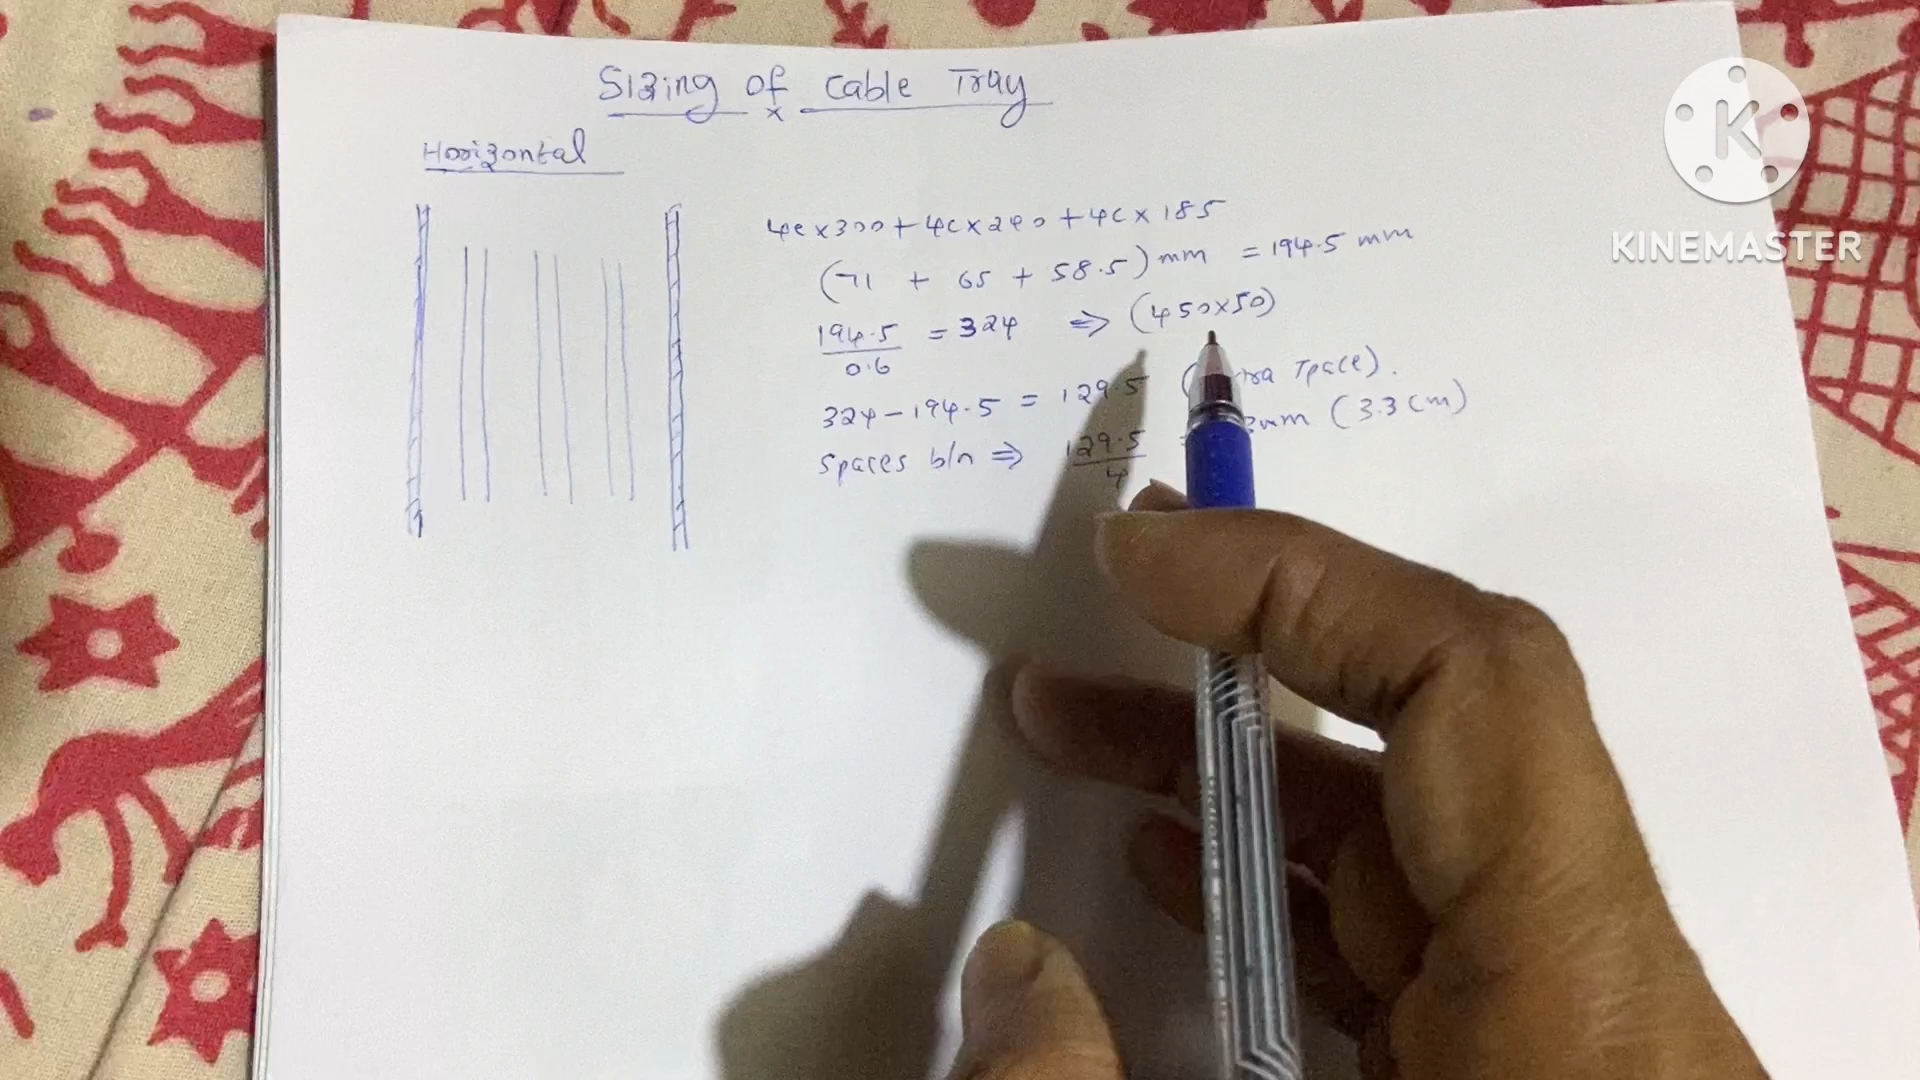 Sizing of Cable Tray
x
Horizontal
4c x 300 + 4c x 240 + 4c x 185
(71 + 65 + 58.5) mm = 194.5 mm
194.5
0.6
= 324 ⇒ (450x50)
324 - 194.5 = 129.5 Tpace).
spaces b/n ⇒ 129.5
4
(3.3 cm)
K
KINEMASTER